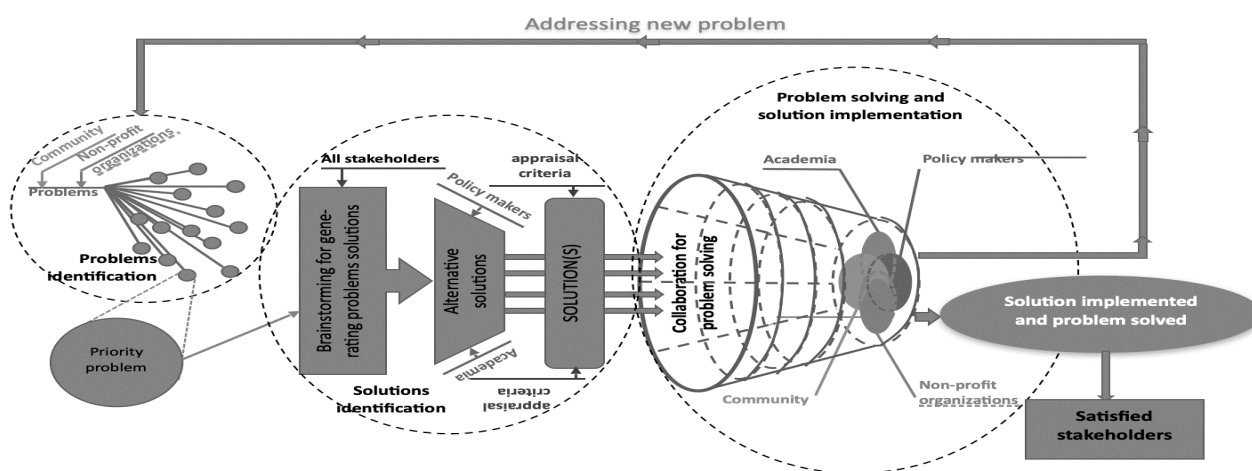 Addressing new problem
Community
Non-profit
organizations
Problems
Problems
identification
Priority
problem
All stakeholders
Brainstorming for gene-
rating problems solutions
Policy makers
Alternative
solutions
Academia
appraisal
criteria
SOLUTION(S)
appraisal
criteria
Solutions
identification
Problem solving and
solution implementation
Collaboration for
problem solving
Academia
Policy makers
Community
Non-profit
organizations
Solution implemented
and problem solved
Satisfied
stakeholders